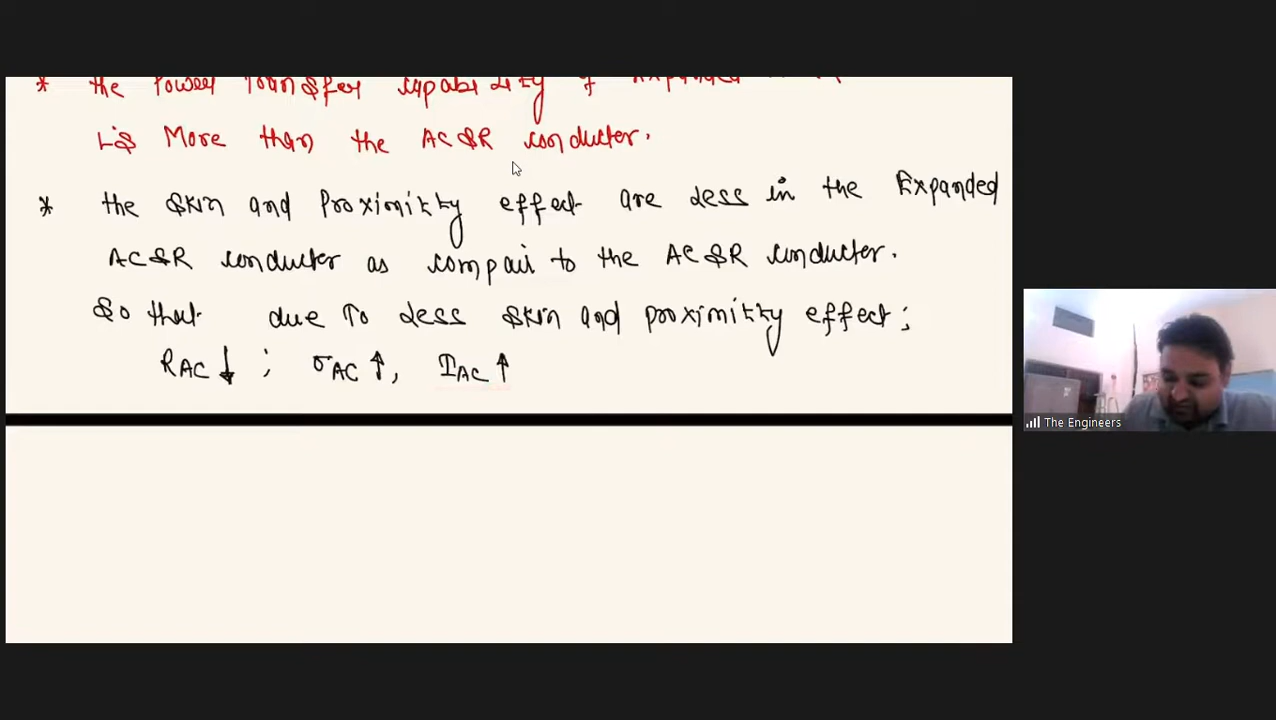 * the Power Transfer capability of Expanded
is More than the ACSR conductor.
* the skin and Proximity effect are less in the Expanded
ACSR conductor as compair to the ACSR conductor.
So that due To less skin and proximity effect;
RAC ↓ ; σAC ↑, IAC ↑
The Engineers